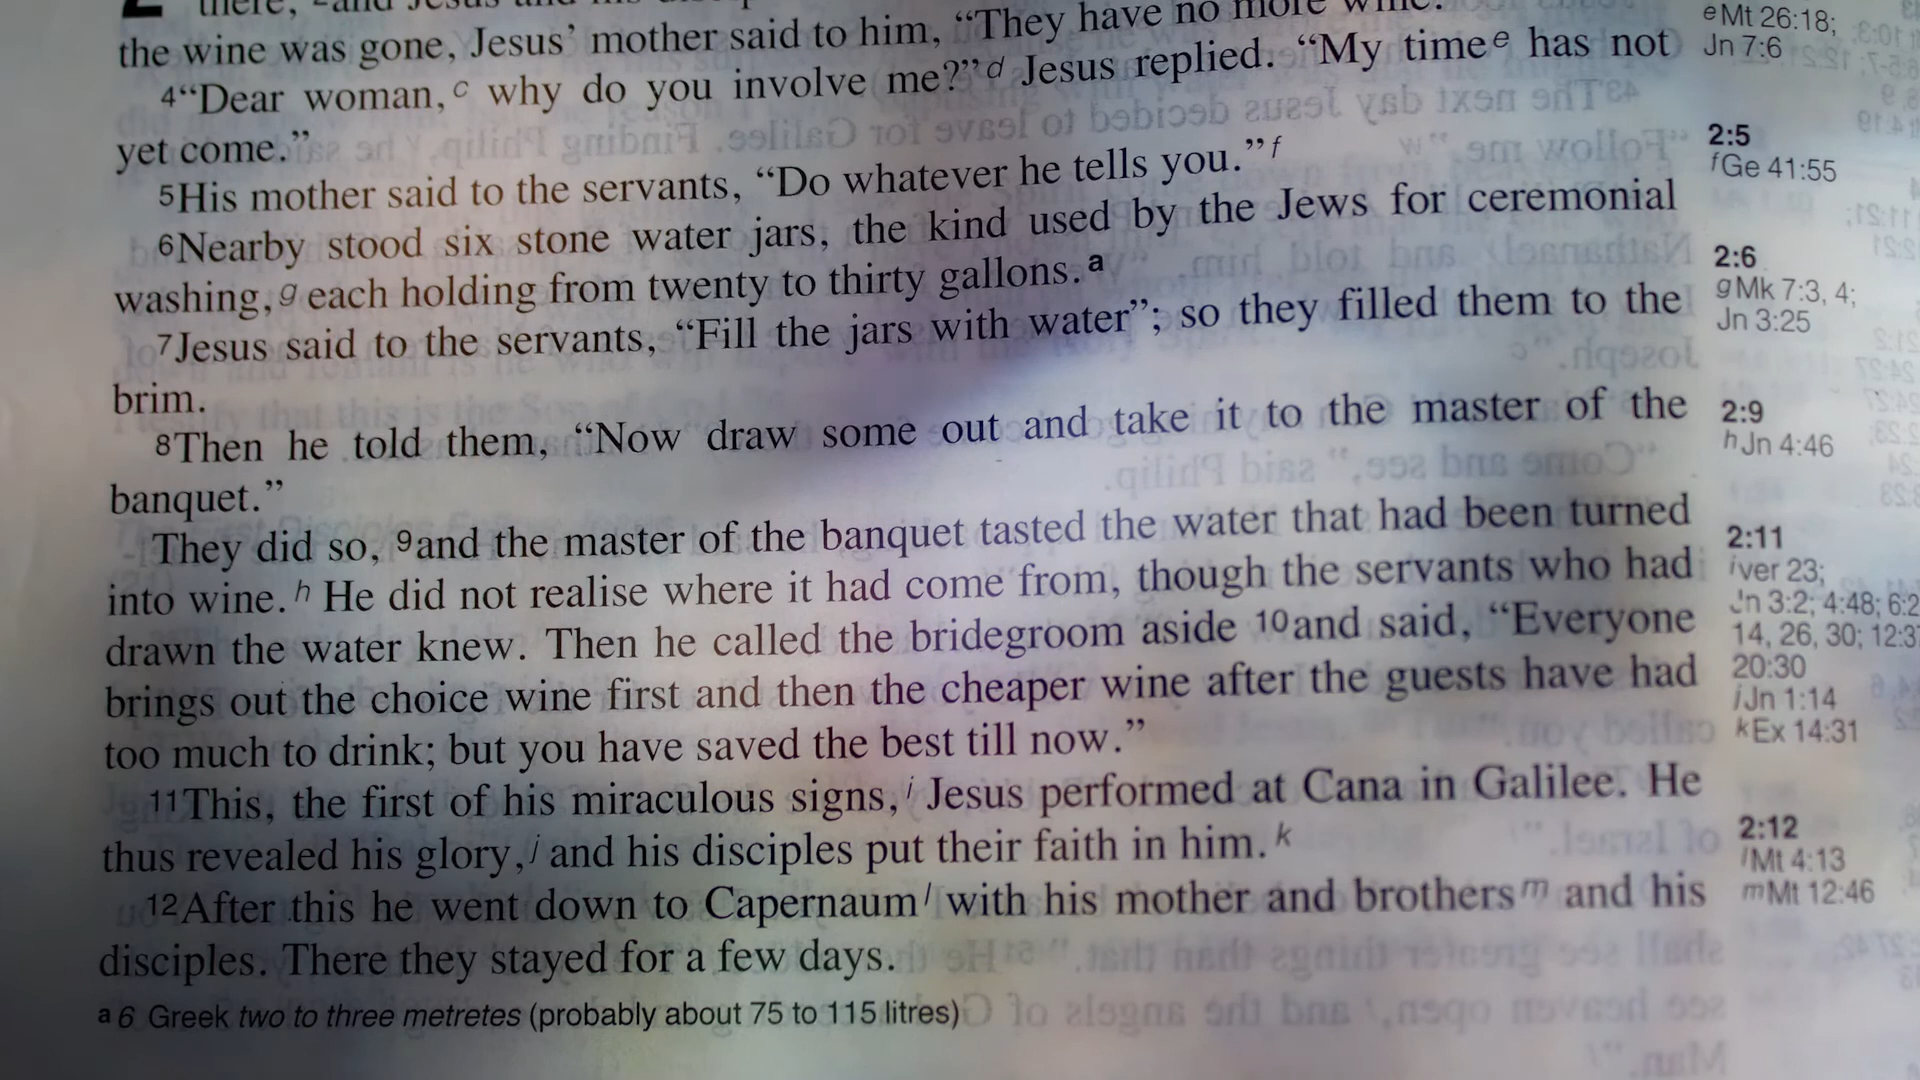 the wine was gone, Jesus’ mother said to him, “They have no more wine.
4“Dear woman,c why do you involve me?”d Jesus replied. “My timee has not
yet come.”
5His mother said to the servants, “Do whatever he tells you.”f
6Nearby stood six stone water jars, the kind used by the Jews for ceremonial
washing,g each holding from twenty to thirty gallons.a
7Jesus said to the servants, “Fill the jars with water”; so they filled them to the
brim.
8Then he told them, “Now draw some out and take it to the master of the
banquet.”
They did so, 9and the master of the banquet tasted the water that had been turned
into wine.h He did not realise where it had come from, though the servants who had
drawn the water knew. Then he called the bridegroom aside 10and said, “Everyone
brings out the choice wine first and then the cheaper wine after the guests have had
too much to drink; but you have saved the best till now.”
11This, the first of his miraculous signs,i Jesus performed at Cana in Galilee. He
thus revealed his glory,j and his disciples put their faith in him.k
12After this he went down to Capernauml with his mother and brothersm and his
disciples. There they stayed for a few days.
a6 Greek two to three metretes (probably about 75 to 115 litres)
eMt 26:18;
Jn 7:6
2:5
fGe 41:55
2:6
gMk 7:3, 4;
Jn 3:25
2:9
hJn 4:46
2:11
iver 23;
Jn 3:2; 4:48; 6:2
14, 26, 30; 12:3
20:30
jJn 1:14
kEx 14:31
2:12
lMt 4:13
mMt 12:46